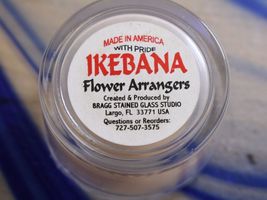 MADE IN AMERICA
WITH PRIDE
IKEBANA
Flower Arrangers
Created & Produced by
BRAGG STAINED GLASS STUDIO
Largo, FL 33771 USA
Questions or Reorders:
727-507-3575